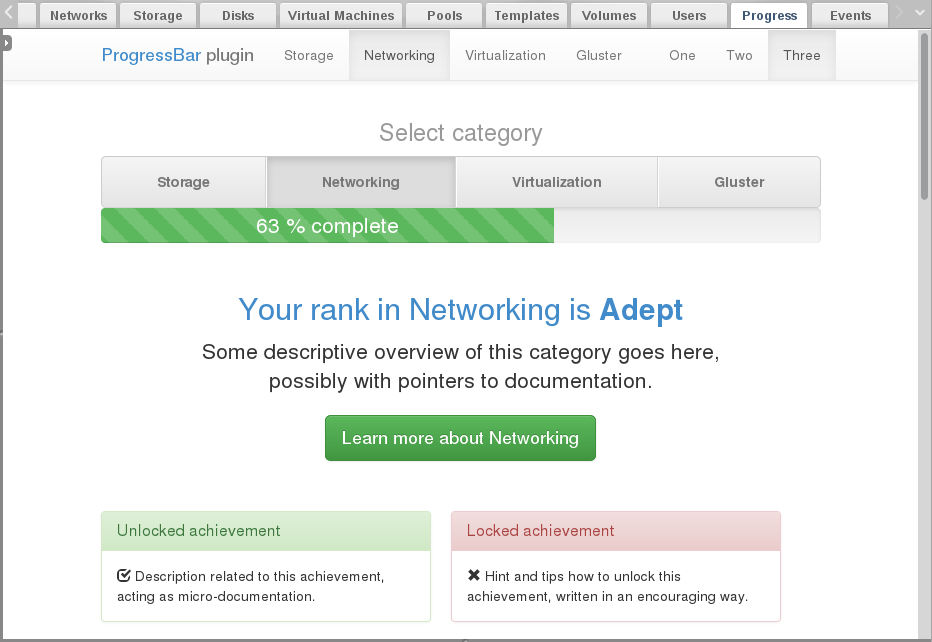 Networks Storage Disks Virtual Machines Pools Templates Volumes Users Progress Events
ProgressBar plugin Storage Networking Virtualization Gluster One Two Three
Select category
Storage Networking Virtualization Gluster
63 % complete
Your rank in Networking is Adept
Some descriptive overview of this category goes here,
possibly with pointers to documentation.
Learn more about Networking
Unlocked achievement
Description related to this achievement,
acting as micro-documentation.
Locked achievement
Hint and tips how to unlock this
achievement, written in an encouraging way.